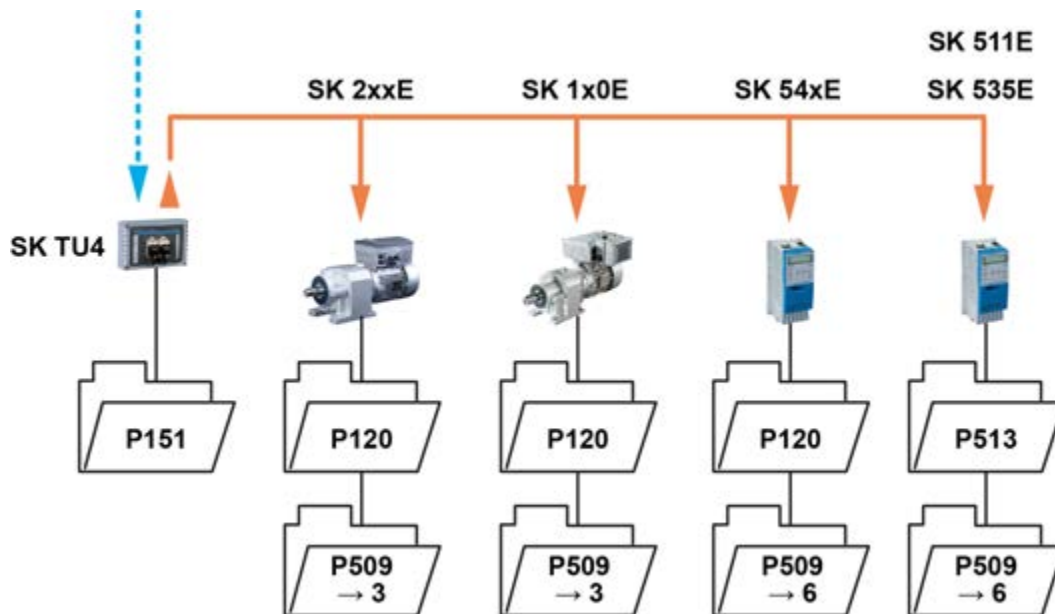 SK 511E
SK 2xxE SK 1x0E SK 54xE SK 535E
SK TU4
P151 P120 P120 P120 P513
P509 P509 P509 P509
→ 3 → 3 → 6 → 6